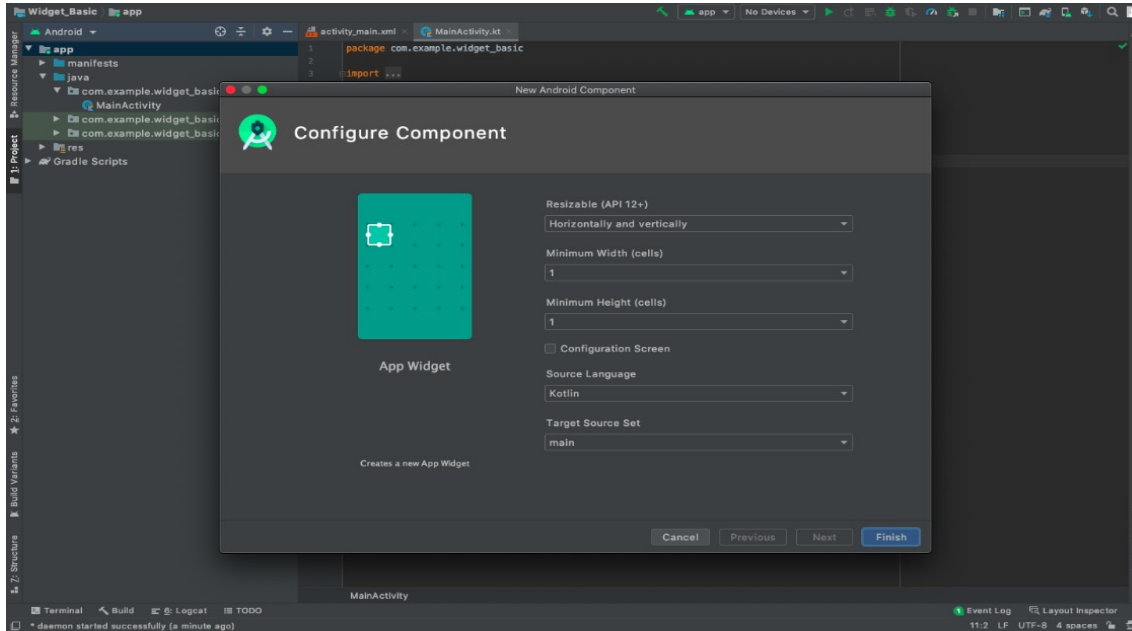 Widget_Basic app
app No Devices
Android
activity_main.xml MainActivity.kt
app
manifests
java
com.example.widget_basic
MainActivity
com.example.widget_basic
com.example.widget_basic
res
Gradle Scripts
1 package com.example.widget_basic
2
3 import ...
New Android Component
Configure Component
Resizable (API 12+)
Horizontally and vertically
Minimum Width (cells)
1
Minimum Height (cells)
1
Configuration Screen
Source Language
Kotlin
Target Source Set
main
App Widget
Creates a new App Widget
Cancel Previous Next Finish
Resource Manager
1: Project
2: Favorites
Build Variants
Z: Structure
MainActivity
Terminal Build 6: Logcat TODO
Event Log Layout Inspector
* daemon started successfully (a minute ago)
11:2 LF UTF-8 4 spaces